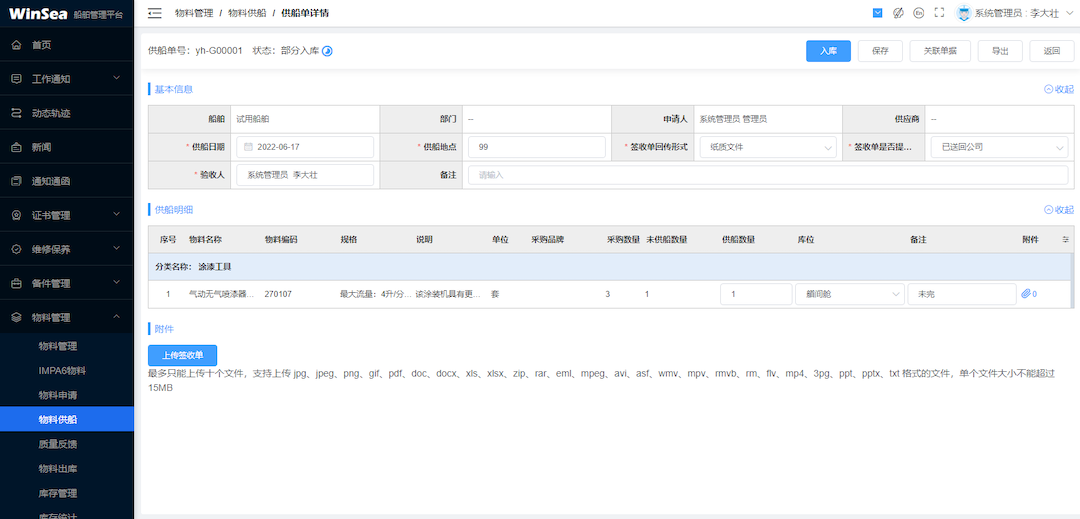 WinSea 船舶管理平台
首页
工作通知
动态轨迹
新闻
通知通函
证书管理
维修保养
备件管理
物料管理
物料管理
IMPA6物料
物料申请
物料供船
质量反馈
物料出库
库存管理
库存统计
物料管理 / 物料供船 / 供船单详情
En 系统管理员 : 李大壮
供船单号：yh-G00001 状态：部分入库
入库 保存 关联单据 导出 返回
基本信息 收起
船舶 试用船舶 部门 -- 申请人 系统管理员 管理员 供应商 --
* 供船日期 2022-06-17 * 供船地点 99 * 签收单回传形式 纸质文件 * 签收单是否提... 已送回公司
* 验收人 系统管理员 李大壮 备注 请输入
供船明细 收起
序号 物料名称 物料编码 规格 说明 单位 采购品牌 采购数量 未供船数量 供船数量 库位 备注 附件
分类名称： 涂漆工具
1 气动无气喷漆器... 270107 最大流量：4升/分... 该涂装机具有更... 套 3 1 1 艏间舱 未完 0
附件
上传签收单
最多只能上传十个文件，支持上传 jpg、jpeg、png、gif、pdf、doc、docx、xls、xlsx、zip、rar、eml、mpeg、avi、asf、wmv、mpv、rmvb、rm、flv、mp4、3pg、ppt、pptx、txt 格式的文件，单个文件大小不能超过
15MB